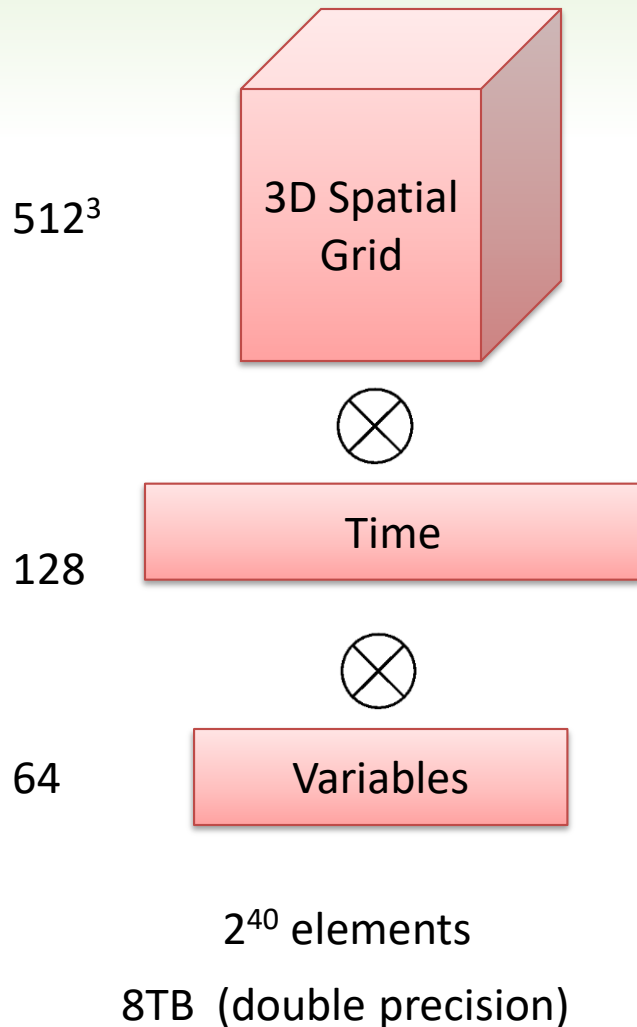 512³
3D Spatial
Grid
Time
128
64
Variables
2⁴⁰ elements
8TB (double precision)